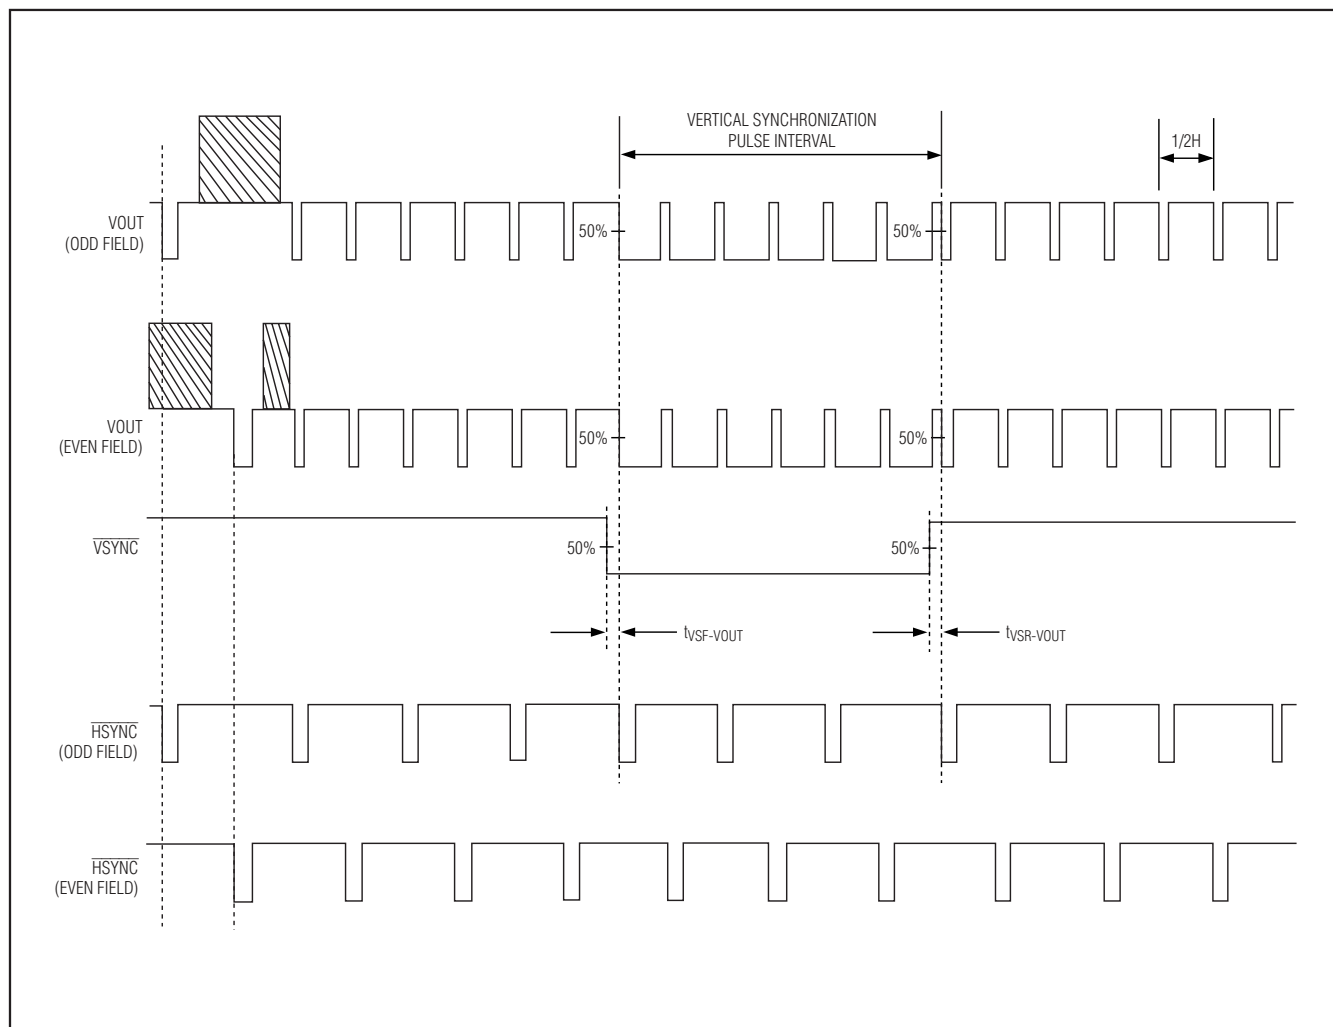 VERTICAL SYNCHRONIZATION
PULSE INTERVAL
1/2H
VOUT
(ODD FIELD)
50%
50%
VOUT
(EVEN FIELD)
50%
50%
VSYNC
50%
50%
tVSF-VOUT
tVSR-VOUT
HSYNC
(ODD FIELD)
HSYNC
(EVEN FIELD)